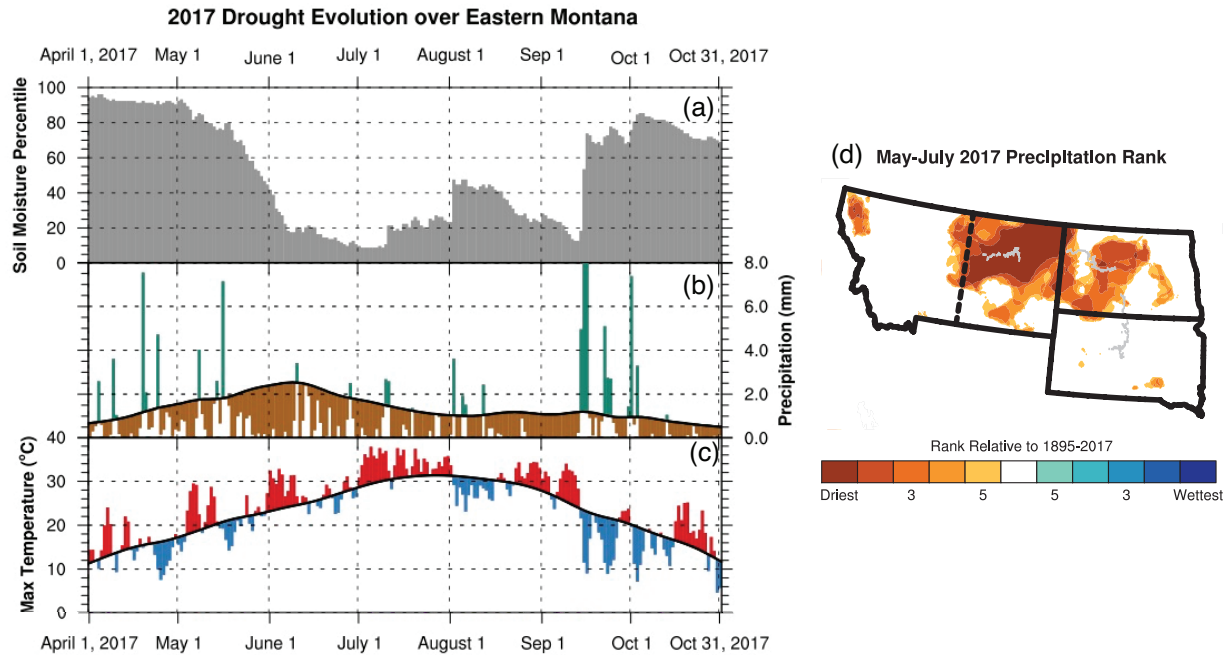 2017 Drought Evolution over Eastern Montana
April 1, 2017 May 1 June 1 July 1 August 1 Sep 1 Oct 1 Oct 31, 2017
Soil Moisture Percentile
100
80
60
40
20
0
(a)
(b)
8.0
6.0
4.0
2.0
0.0
Precipitation (mm)
Max Temperature (°C)
40
30
20
10
0
(c)
April 1, 2017 May 1 June 1 July 1 August 1 Sep 1 Oct 1 Oct 31, 2017
(d) May-July 2017 Precipitation Rank
Rank Relative to 1895-2017
Driest 3 5 5 3 Wettest